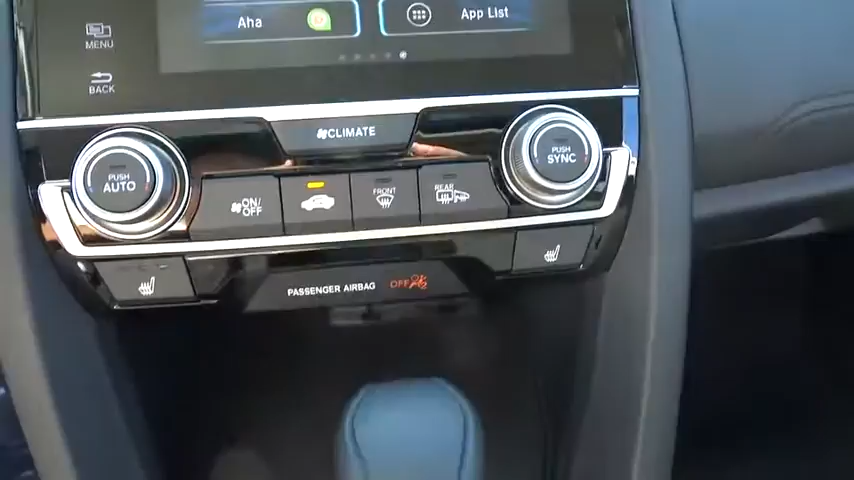 Aha
App List
MENU
BACK
CLIMATE
PUSH
AUTO
ON/
OFF
FRONT
REAR
PUSH
SYNC
PASSENGER AIRBAG
OFF